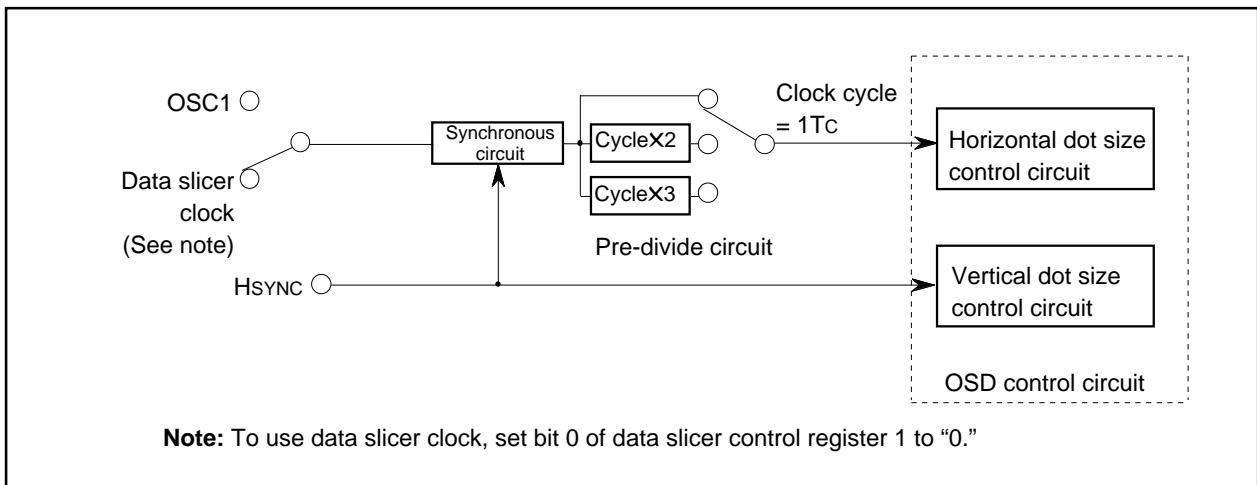 OSC1
Data slicer
clock
(See note)
HSYNC
Synchronous
circuit
Cycle✕2
Cycle✕3
Pre-divide circuit
Clock cycle
= 1TC
Horizontal dot size
control circuit
Vertical dot size
control circuit
OSD control circuit
Note: To use data slicer clock, set bit 0 of data slicer control register 1 to “0.”